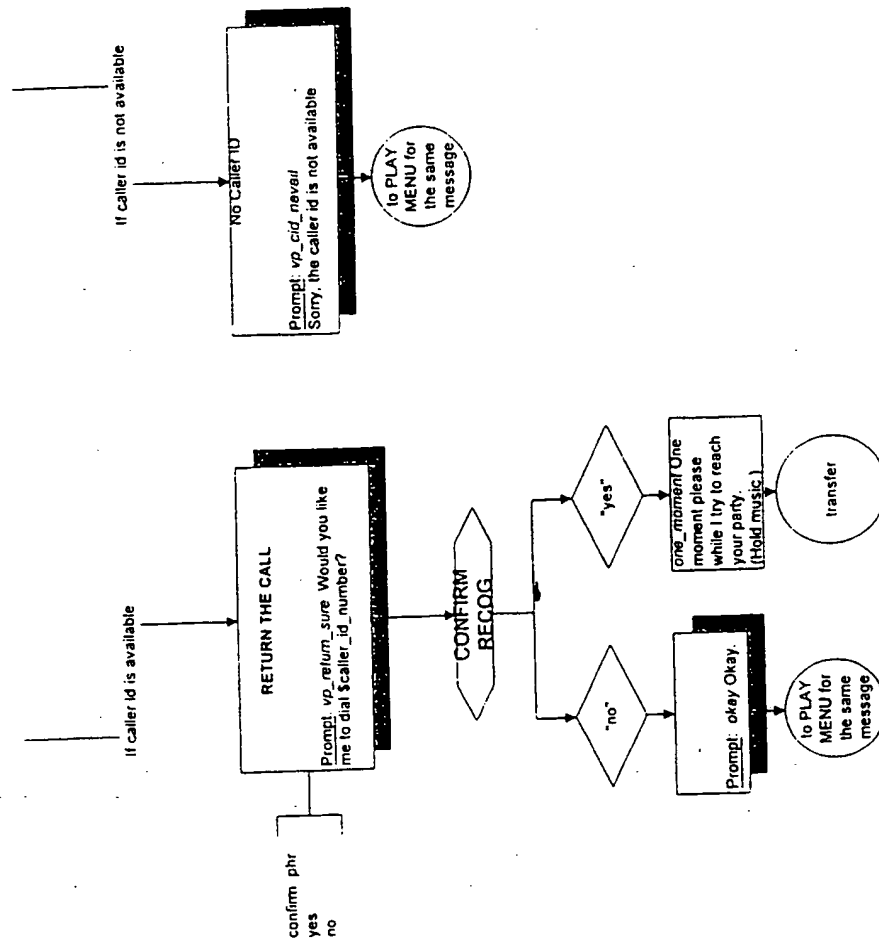 If caller id is available
RETURN THE CALL
Prompt: vp_return_sure Would you like
me to dial $caller_id_number?
confirm phr
yes
no
CONFIRM
RECOG
"no"
"yes"
Prompt: okay Okay.
one_moment One
moment please
while I try to reach
your party.
(Hold music.)
to PLAY
MENU for
the same
message
transfer
If caller id is not available
No Caller ID
Prompt: vp_cid_navail
Sorry, the caller id is not available
to PLAY
MENU for
the same
message